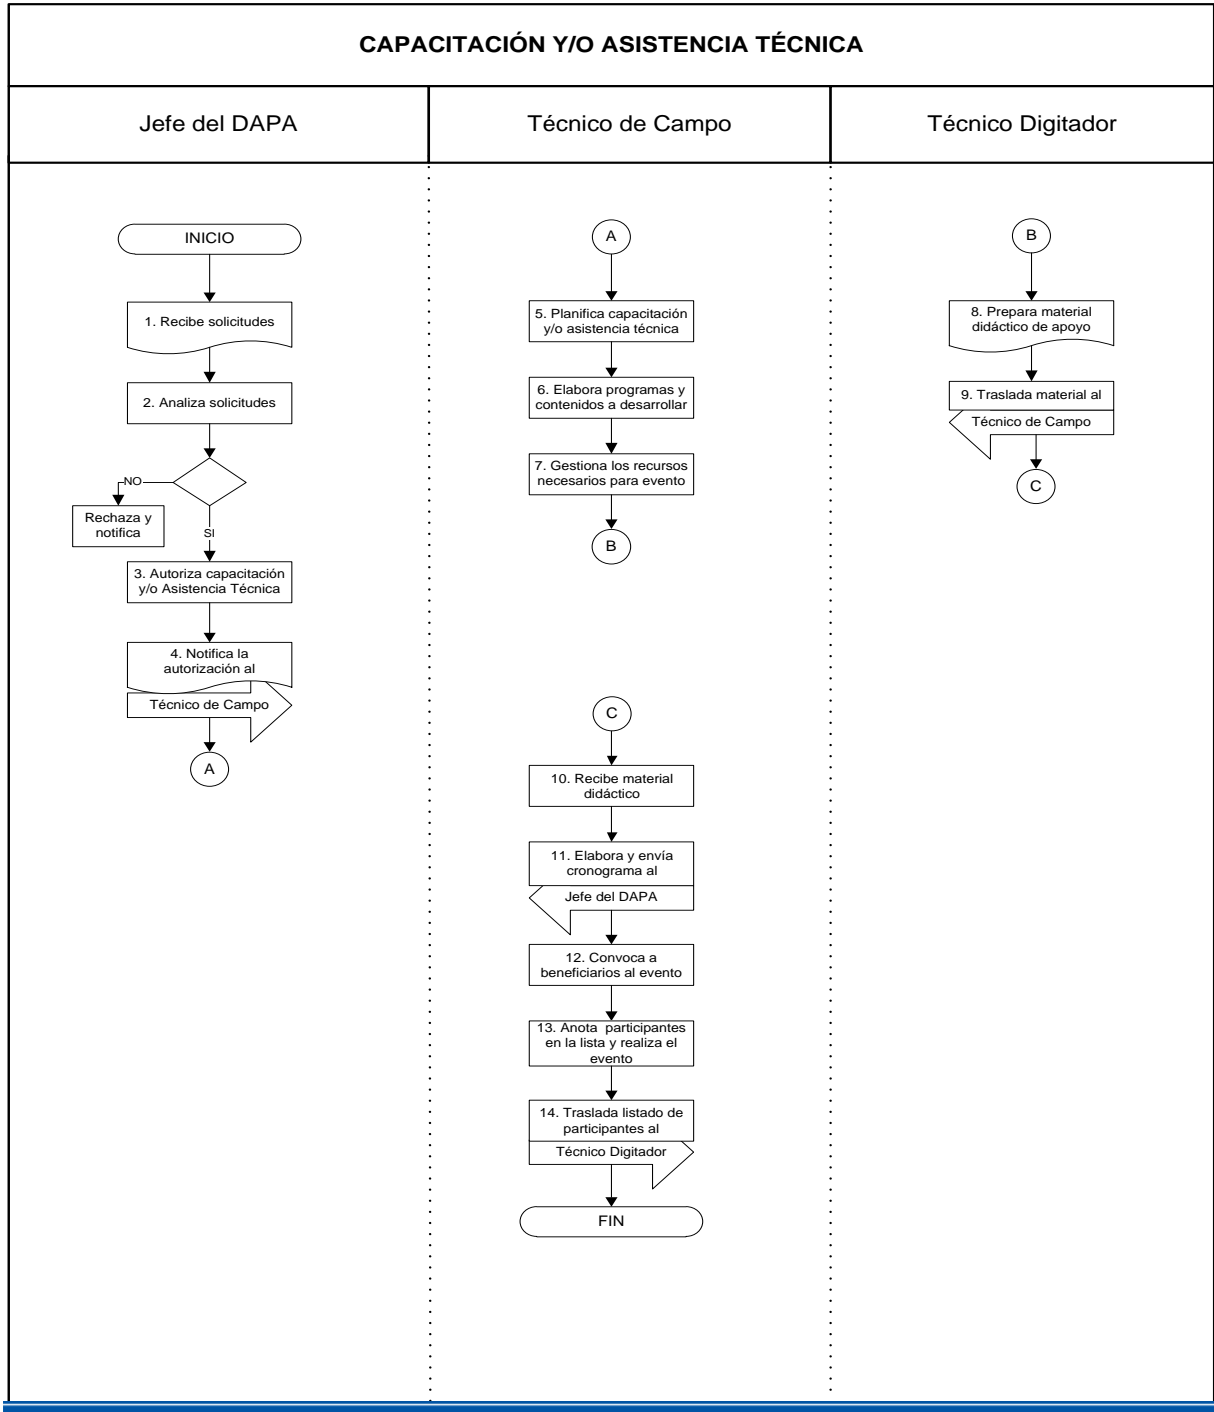 CAPACITACIÓN Y/O ASISTENCIA TÉCNICA
Jefe del DAPA
Técnico de Campo
Técnico Digitador
INICIO
1. Recibe solicitudes
2. Analiza solicitudes
NO
Rechaza y
notifica
SI
3. Autoriza capacitación
y/o Asistencia Técnica
4. Notifica la
autorización al
Técnico de Campo
A
A
5. Planifica capacitación
y/o asistencia técnica
6. Elabora programas y
contenidos a desarrollar
7. Gestiona los recursos
necesarios para evento
B
B
8. Prepara material
didáctico de apoyo
9. Traslada material al
Técnico de Campo
C
C
10. Recibe material
didáctico
11. Elabora y envía
cronograma al
Jefe del DAPA
12. Convoca a
beneficiarios al evento
13. Anota  participantes
en la lista y realiza el
evento
14. Traslada listado de
participantes al
Técnico Digitador
FIN